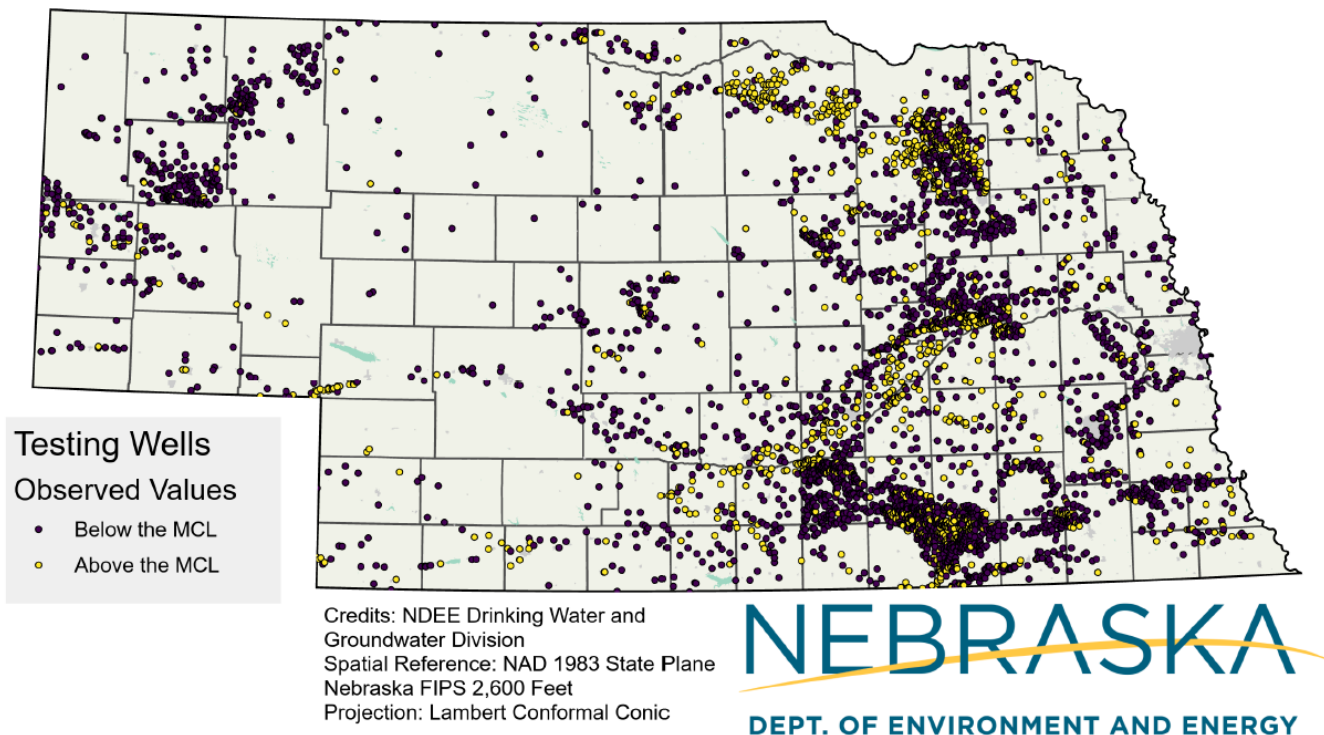 Testing Wells
Observed Values
Below the MCL
Above the MCL
Credits: NDEE Drinking Water and
Groundwater Division
Spatial Reference: NAD 1983 State Plane
Nebraska FIPS 2,600 Feet
Projection: Lambert Conformal Conic
NEBRASKA
DEPT. OF ENVIRONMENT AND ENERGY